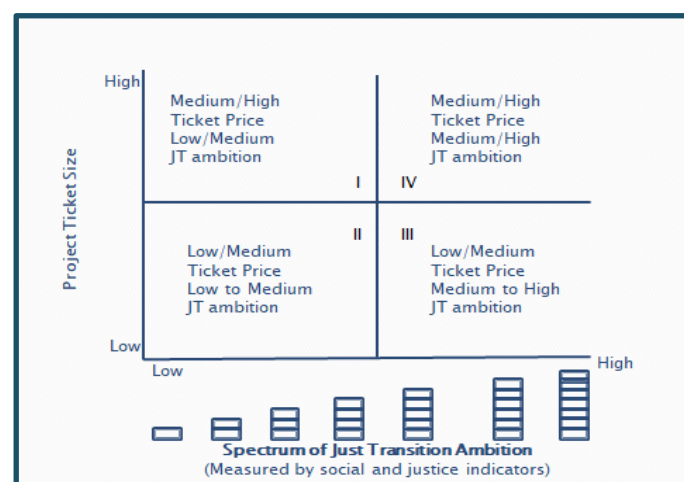 High
Medium/High
Ticket Price
Low/Medium
JT ambition
I
Medium/High
Ticket Price
Medium/High
JT ambition
IV
Project Ticket Size
II
Low/Medium
Ticket Price
Low to Medium
JT ambition
III
Low/Medium
Ticket Price
Medium to High
JT ambition
Low
Low
High
Spectrum of Just Transition Ambition
(Measured by social and justice indicators)